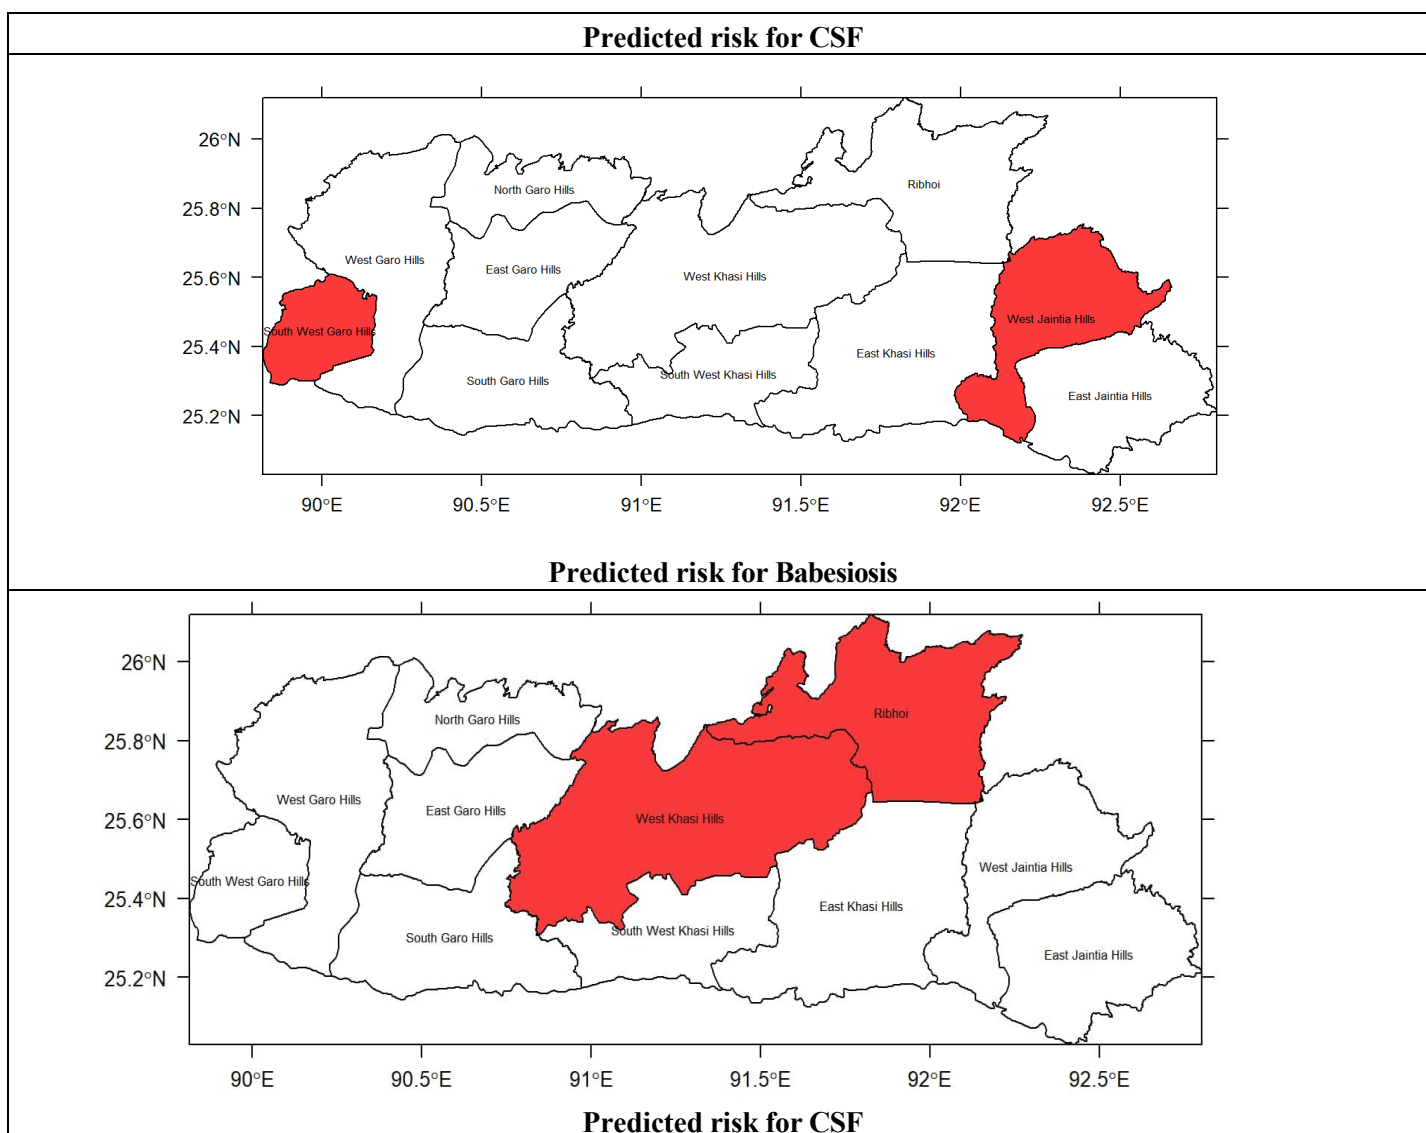 Predicted risk for CSF
26°N
25.8°N
25.6°N
25.4°N
25.2°N
North Garo Hills
Ribhoi
West Garo Hills
East Garo Hills
West Khasi Hills
South West Garo Hills
West Jaintia Hills
East Khasi Hills
South Garo Hills
South West Khasi Hills
East Jaintia Hills
90°E 90.5°E 91°E 91.5°E 92°E 92.5°E
Predicted risk for Babesiosis
26°N
25.8°N
25.6°N
25.4°N
25.2°N
Ribhoi
North Garo Hills
West Garo Hills
East Garo Hills
West Khasi Hills
West Jaintia Hills
South West Garo Hills
East Khasi Hills
South West Khasi Hills
South Garo Hills
East Jaintia Hills
90°E 90.5°E 91°E 91.5°E 92°E 92.5°E
Predicted risk for CSF